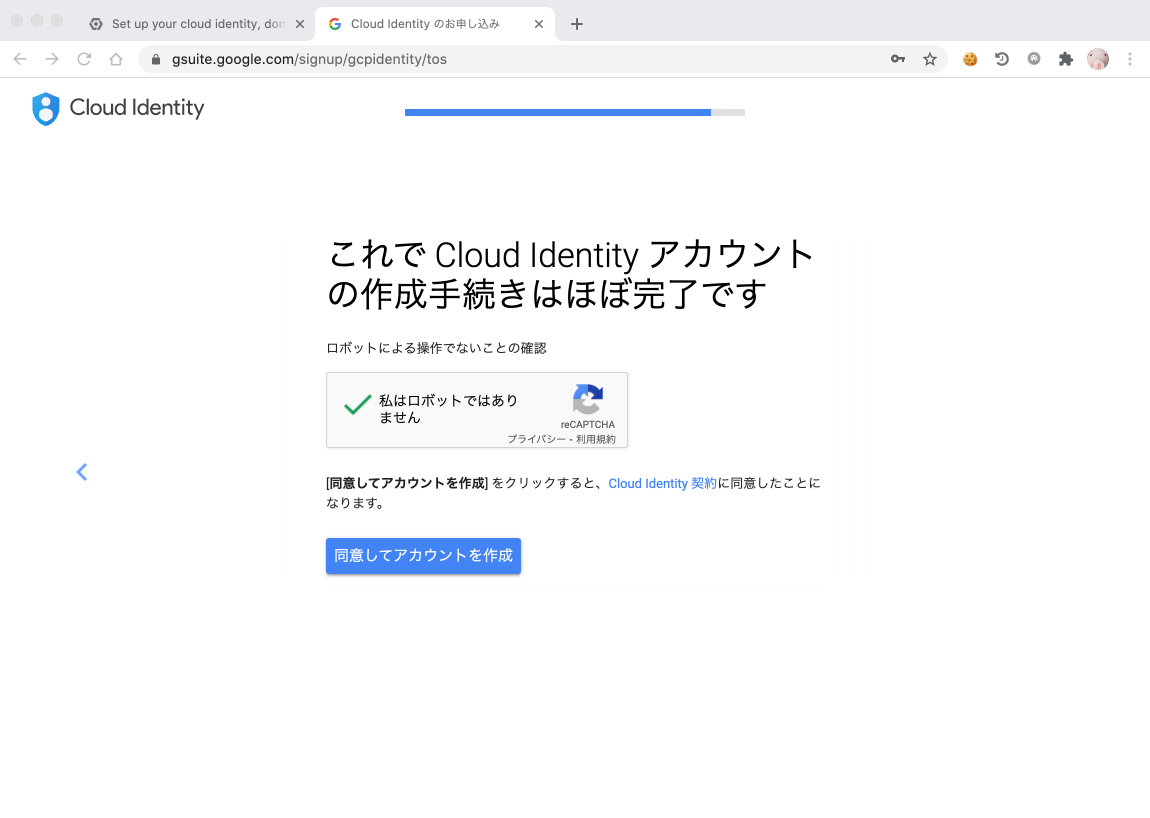 Set up your cloud identity, dom
Cloud Identity のお申し込み
gsuite.google.com/signup/gcpidentity/tos
Cloud Identity
これで Cloud Identity アカウント
の作成手続きはほぼ完了です
ロボットによる操作でないことの確認
私はロボットではあり
ません
reCAPTCHA
プライバシー - 利用規約
[同意してアカウントを作成] をクリックすると、Cloud Identity 契約に同意したことに
なります。
同意してアカウントを作成